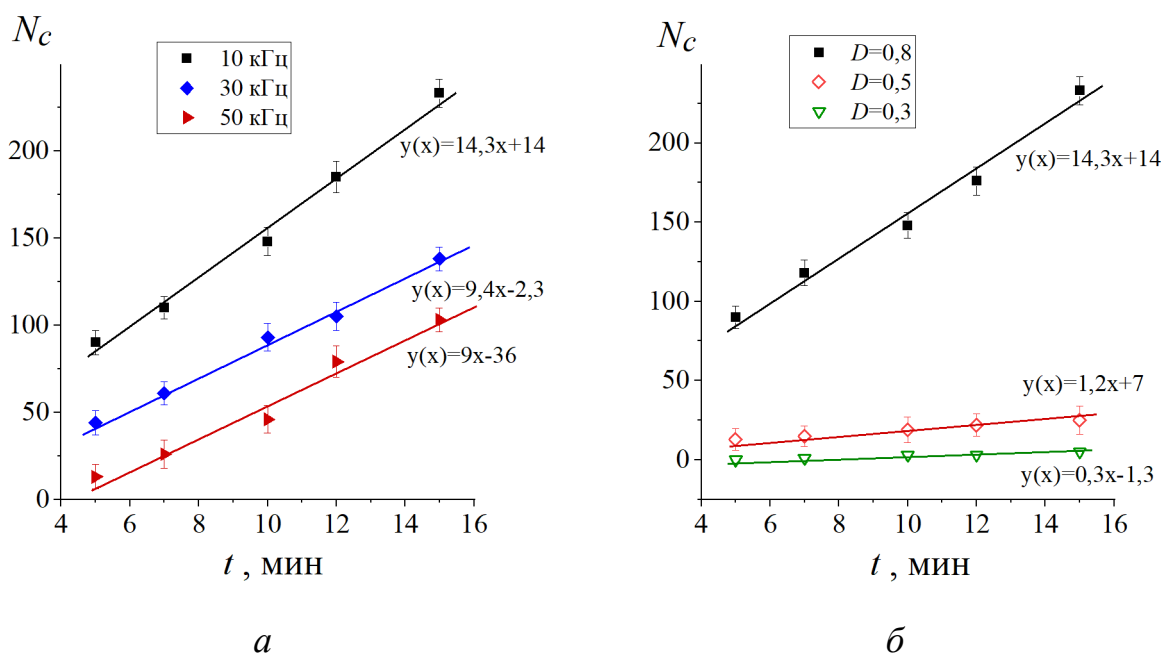 Nc
10 кГц
30 кГц
50 кГц
y(x)=14,3x+14
y(x)=9,4x-2,3
y(x)=9x-36
200
150
100
50
0
4 6 8 10 12 14 16
t , мин
а
Nc
D=0,8
D=0,5
D=0,3
y(x)=14,3x+14
y(x)=1,2x+7
y(x)=0,3x-1,3
200
150
100
50
0
4 6 8 10 12 14 16
t , мин
б